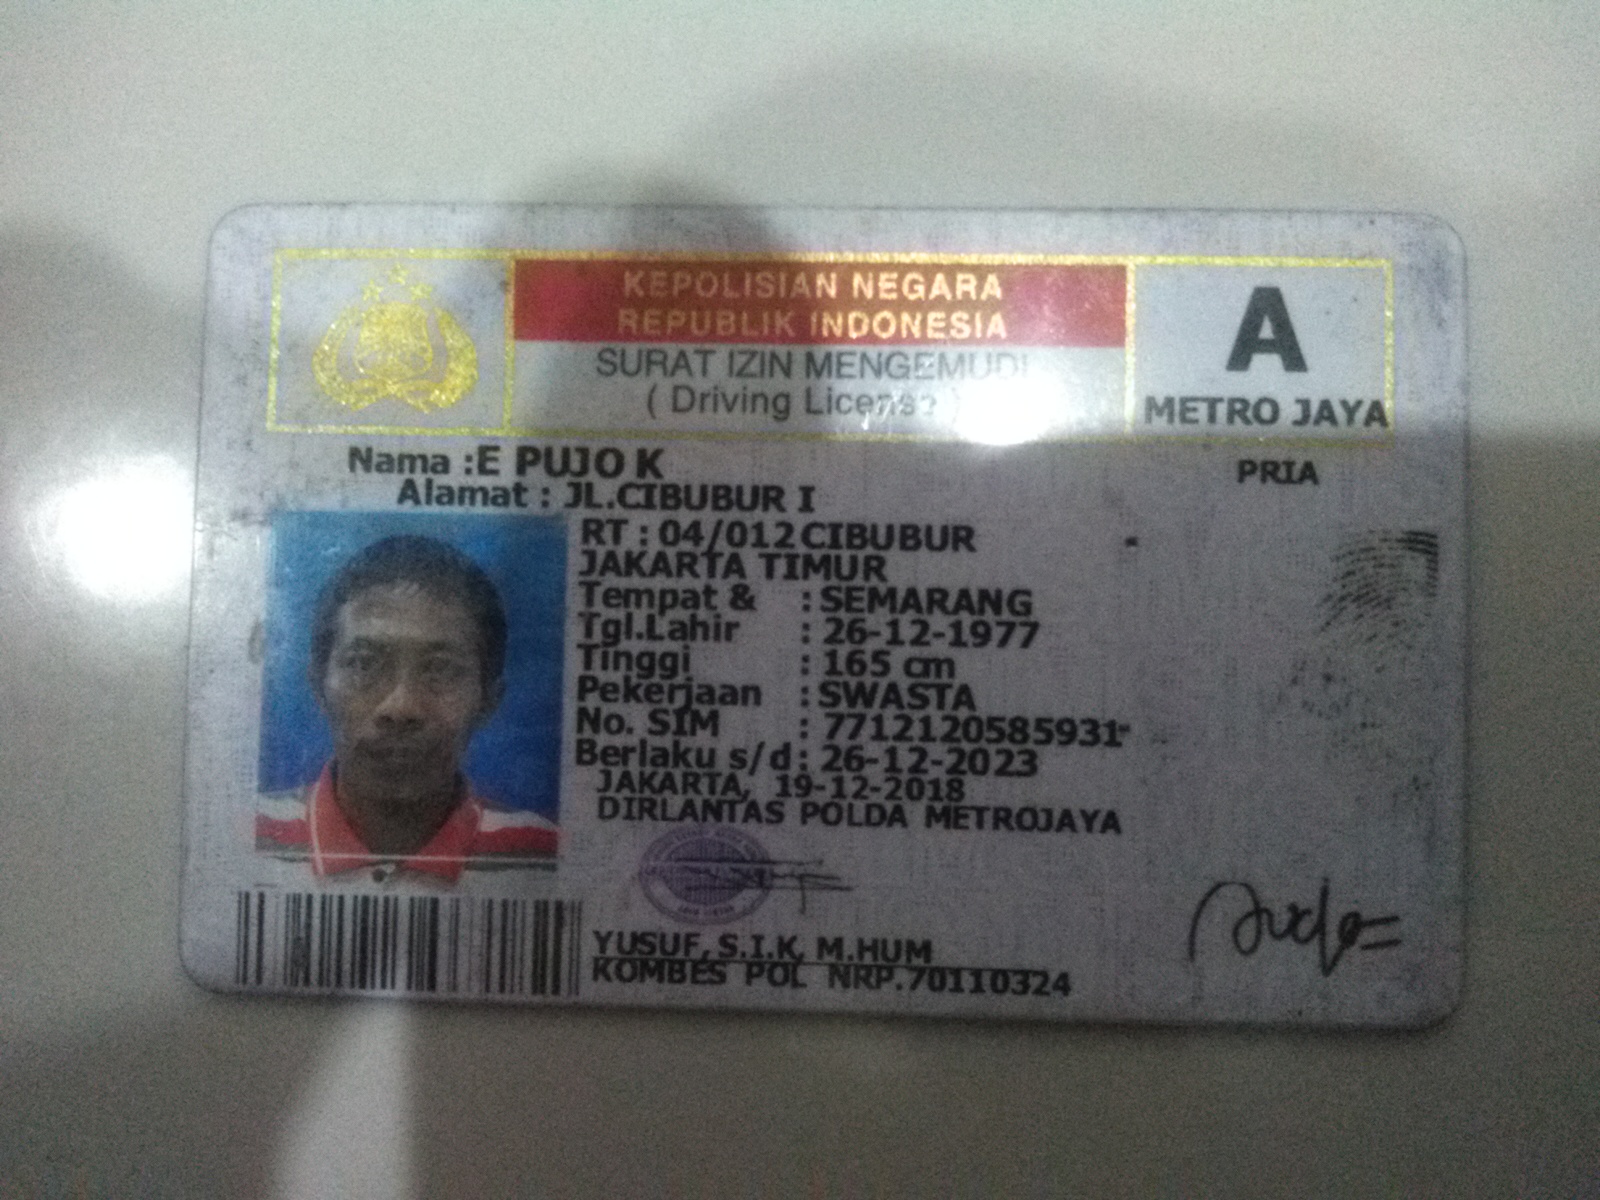 KEPOLISIAN NEGARA
REPUBLIK INDONESIA
SURAT IZIN MENGEMUDI
( Driving License )
A
METRO JAYA
Nama :E PUJO K
PRIA
Alamat : JL.CIBUBUR I
RT : 04/012 CIBUBUR
JAKARTA TIMUR
Tempat & : SEMARANG
Tgl.Lahir : 26-12-1977
Tinggi : 165 cm
Pekerjaan : SWASTA
No. SIM : 771212058593
Berlaku s/d : 26-12-2023
JAKARTA, 19-12-2018
DIRLANTAS POLDA METROJAYA
YUSUF, S.I.K, M.HUM
KOMBES POL NRP.70110324